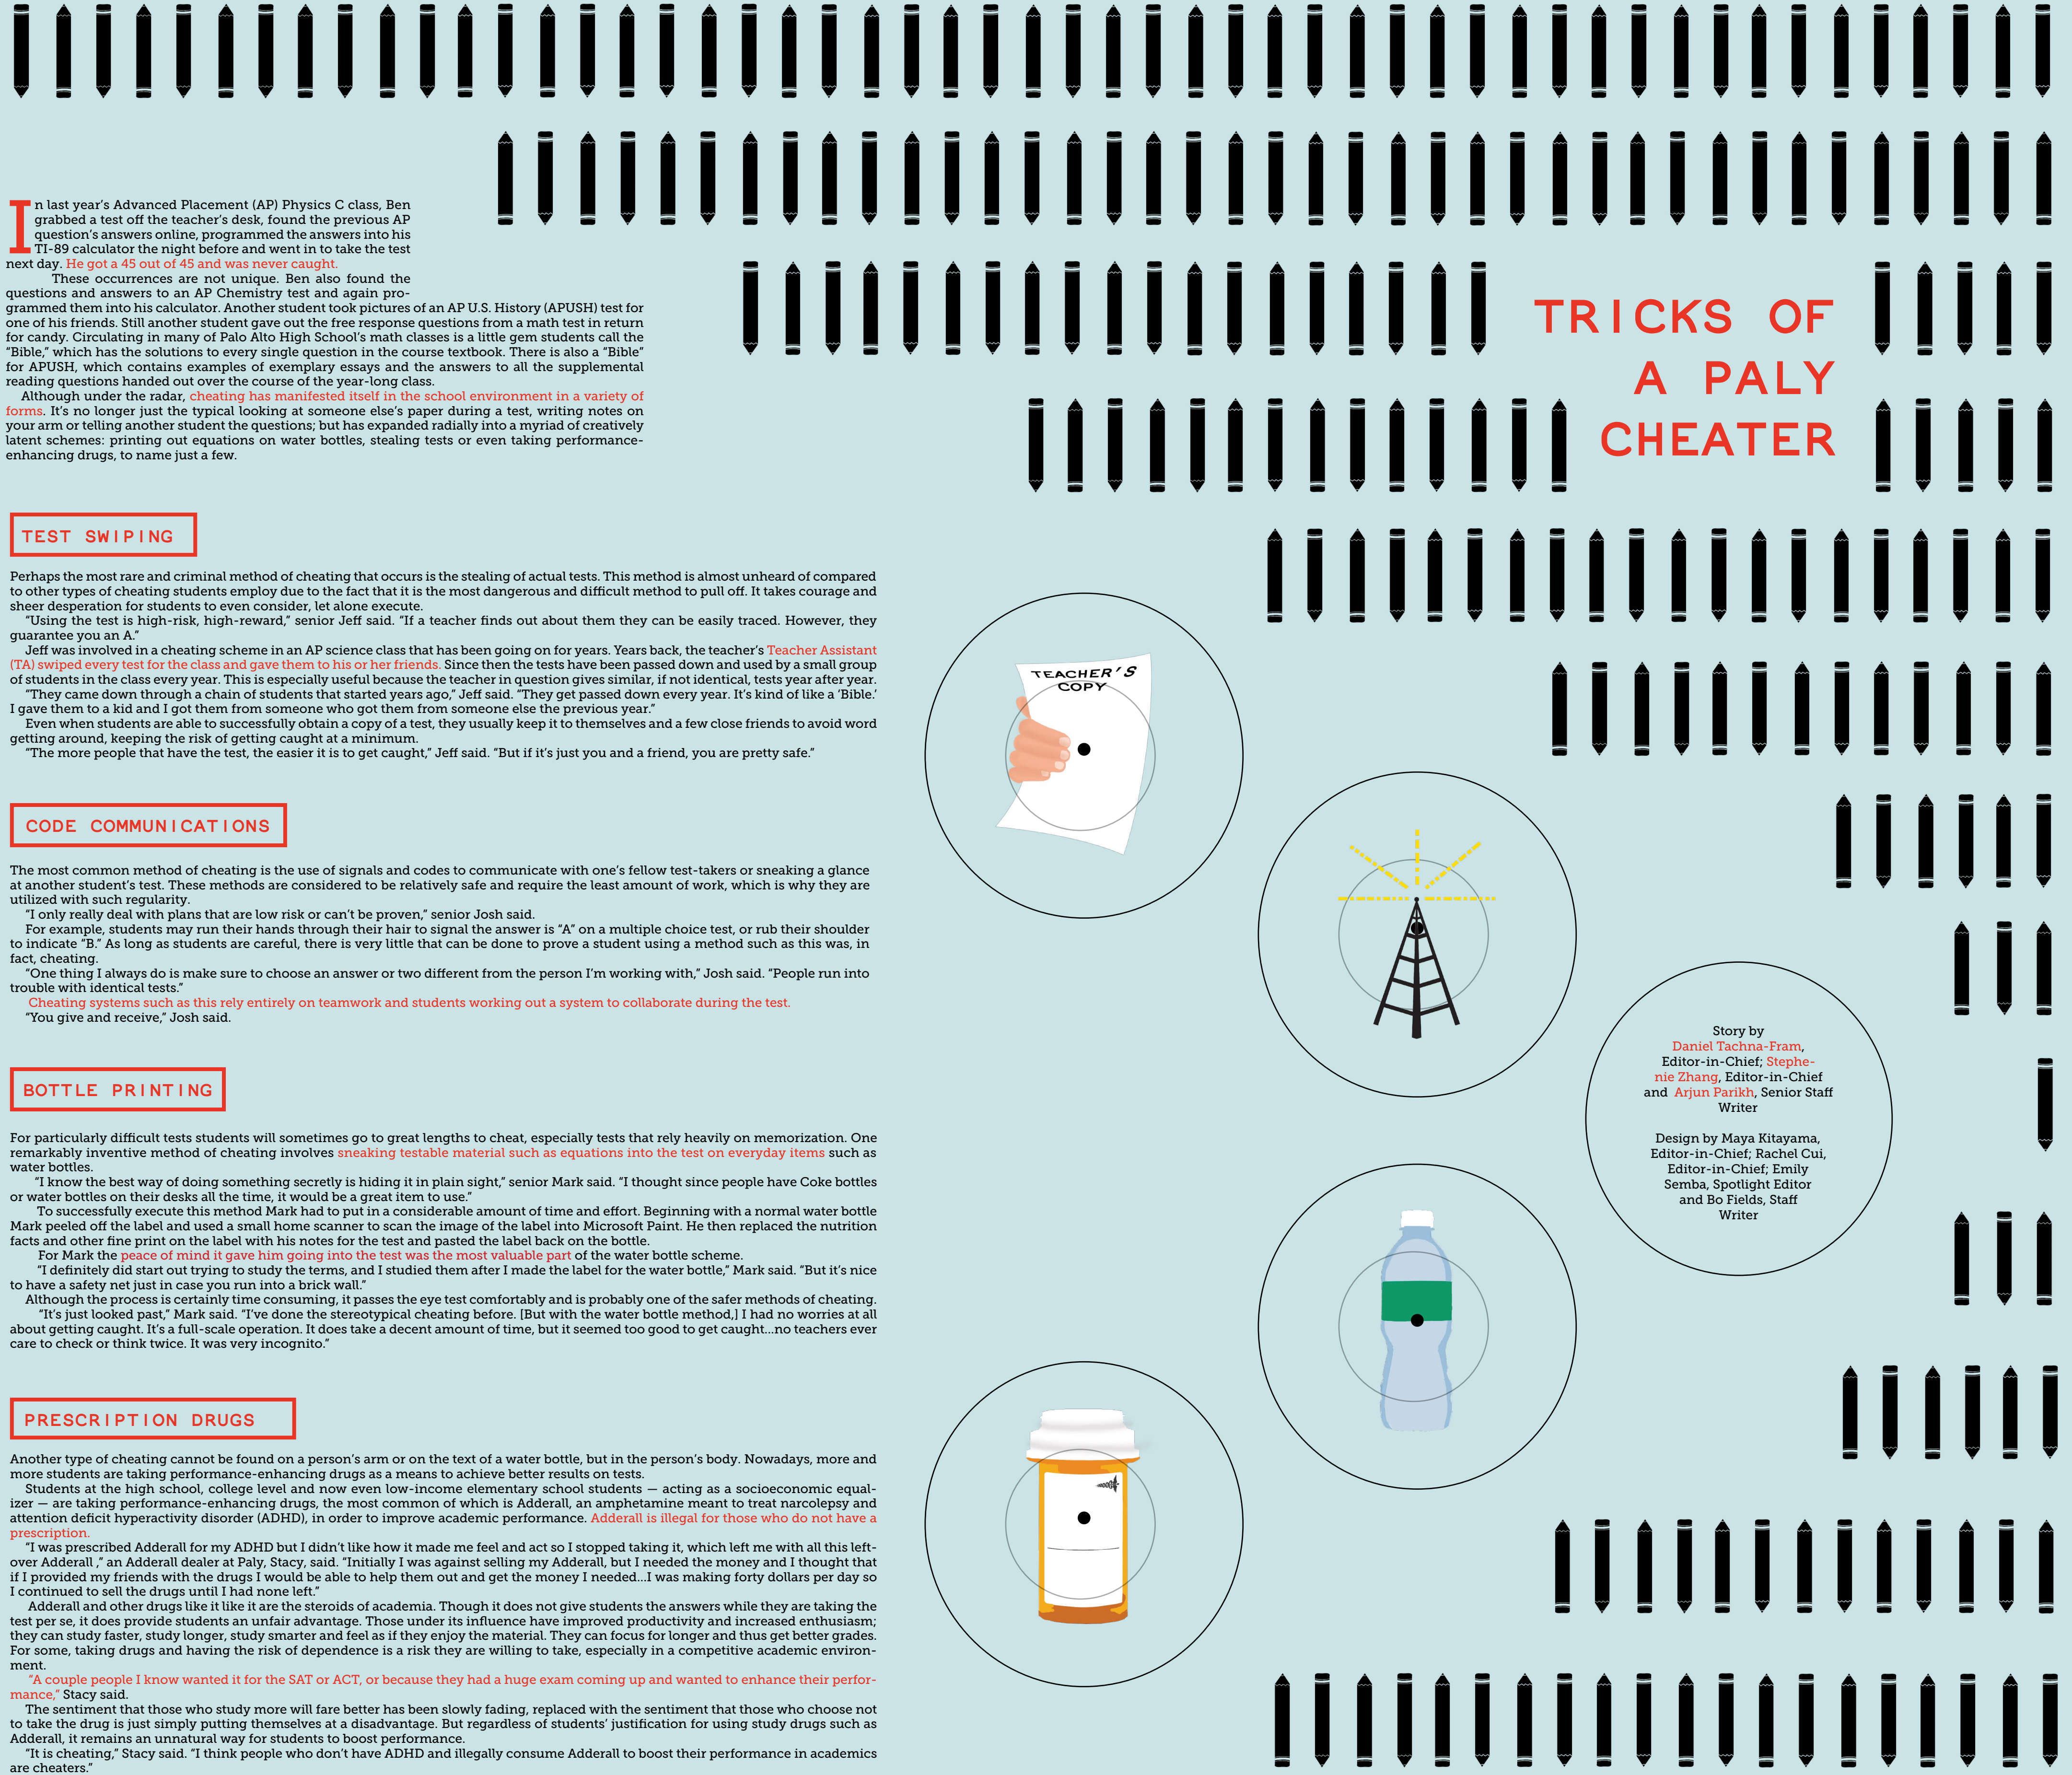 In last year's Advanced Placement (AP) Physics C class, Ben
grabbed a test off the teacher's desk, found the previous AP
question's answers online, programmed the answers into his
TI-89 calculator the night before and went in to take the test
next day. He got a 45 out of 45 and was never caught.
These occurrences are not unique. Ben also found the
questions and answers to an AP Chemistry test and again pro-
grammed them into his calculator. Another student took pictures of an AP U.S. History (APUSH) test for
one of his friends. Still another student gave out the free response questions from a math test in return
for candy. Circulating in many of Palo Alto High School's math classes is a little gem students call the
"Bible," which has the solutions to every single question in the course textbook. There is also a "Bible"
for APUSH, which contains examples of exemplary essays and the answers to all the supplemental
reading questions handed out over the course of the year-long class.
Although under the radar, cheating has manifested itself in the school environment in a variety of
forms. It's no longer just the typical looking at someone else's paper during a test, writing notes on
your arm or telling another student the questions; but has expanded radially into a myriad of creatively
latent schemes: printing out equations on water bottles, stealing tests or even taking performance-
enhancing drugs, to name just a few.
TRICKS OF
A PALY
CHEATER
TEST SWIPING
Perhaps the most rare and criminal method of cheating that occurs is the stealing of actual tests. This method is almost unheard of compared
to other types of cheating students employ due to the fact that it is the most dangerous and difficult method to pull off. It takes courage and
sheer desperation for students to even consider, let alone execute.
"Using the test is high-risk, high-reward," senior Jeff said. "If a teacher finds out about them they can be easily traced. However, they
guarantee you an A."
Jeff was involved in a cheating scheme in an AP science class that has been going on for years. Years back, the teacher's Teacher Assistant
(TA) swiped every test for the class and gave them to his or her friends. Since then the tests have been passed down and used by a small group
of students in the class every year. This is especially useful because the teacher in question gives similar, if not identical, tests year after year.
"They came down through a chain of students that started years ago," Jeff said. "They get passed down every year. It's kind of like a 'Bible.'
I gave them to a kid and I got them from someone who got them from someone else the previous year."
Even when students are able to successfully obtain a copy of a test, they usually keep it to themselves and a few close friends to avoid word
getting around, keeping the risk of getting caught at a minimum.
"The more people that have the test, the easier it is to get caught," Jeff said. "But if it's just you and a friend, you are pretty safe."
TEACHER'S
COPY
CODE COMMUNICATIONS
The most common method of cheating is the use of signals and codes to communicate with one's fellow test-takers or sneaking a glance
at another student's test. These methods are considered to be relatively safe and require the least amount of work, which is why they are
utilized with such regularity.
"I only really deal with plans that are low risk or can't be proven," senior Josh said.
For example, students may run their hands through their hair to signal the answer is "A" on a multiple choice test, or rub their shoulder
to indicate "B." As long as students are careful, there is very little that can be done to prove a student using a method such as this was, in
fact, cheating.
"One thing I always do is make sure to choose an answer or two different from the person I'm working with," Josh said. "People run into
trouble with identical tests."
Cheating systems such as this rely entirely on teamwork and students working out a system to collaborate during the test.
"You give and receive," Josh said.
BOTTLE PRINTING
For particularly difficult tests students will sometimes go to great lengths to cheat, especially tests that rely heavily on memorization. One
remarkably inventive method of cheating involves sneaking testable material such as equations into the test on everyday items such as
water bottles.
"I know the best way of doing something secretly is hiding it in plain sight," senior Mark said. "I thought since people have Coke bottles
or water bottles on their desks all the time, it would be a great item to use."
To successfully execute this method Mark had to put in a considerable amount of time and effort. Beginning with a normal water bottle
Mark peeled off the label and used a small home scanner to scan the image of the label into Microsoft Paint. He then replaced the nutrition
facts and other fine print on the label with his notes for the test and pasted the label back on the bottle.
For Mark the peace of mind it gave him going into the test was the most valuable part of the water bottle scheme.
"I definitely did start out trying to study the terms, and I studied them after I made the label for the water bottle," Mark said. "But it's nice
to have a safety net just in case you run into a brick wall."
Although the process is certainly time consuming, it passes the eye test comfortably and is probably one of the safer methods of cheating.
"It's just looked past," Mark said. "I've done the stereotypical cheating before. [But with the water bottle method,] I had no worries at all
about getting caught. It's a full-scale operation. It does take a decent amount of time, but it seemed too good to get caught...no teachers ever
care to check or think twice. It was very incognito."
Story by
Daniel Tachna-Fram,
Editor-in-Chief; Stephe-
nie Zhang, Editor-in-Chief
and Arjun Parikh, Senior Staff
Writer
Design by Maya Kitayama,
Editor-in-Chief; Rachel Cui,
Editor-in-Chief; Emily
Semba, Spotlight Editor
and Bo Fields, Staff
Writer
PRESCRIPTION DRUGS
Another type of cheating cannot be found on a person's arm or on the text of a water bottle, but in the person's body. Nowadays, more and
more students are taking performance-enhancing drugs as a means to achieve better results on tests.
Students at the high school, college level and now even low-income elementary school students — acting as a socioeconomic equal-
izer — are taking performance-enhancing drugs, the most common of which is Adderall, an amphetamine meant to treat narcolepsy and
attention deficit hyperactivity disorder (ADHD), in order to improve academic performance. Adderall is illegal for those who do not have a
prescription.
"I was prescribed Adderall for my ADHD but I didn't like how it made me feel and act so I stopped taking it, which left me with all this left-
over Adderall ," an Adderall dealer at Paly, Stacy, said. "Initially I was against selling my Adderall, but I needed the money and I thought that
if I provided my friends with the drugs I would be able to help them out and get the money I needed...I was making forty dollars per day so
I continued to sell the drugs until I had none left."
Adderall and other drugs like it like it are the steroids of academia. Though it does not give students the answers while they are taking the
test per se, it does provide students an unfair advantage. Those under its influence have improved productivity and increased enthusiasm;
they can study faster, study longer, study smarter and feel as if they enjoy the material. They can focus for longer and thus get better grades.
For some, taking drugs and having the risk of dependence is a risk they are willing to take, especially in a competitive academic environ-
ment.
"A couple people I know wanted it for the SAT or ACT, or because they had a huge exam coming up and wanted to enhance their perfor-
mance," Stacy said.
The sentiment that those who study more will fare better has been slowly fading, replaced with the sentiment that those who choose not
to take the drug is just simply putting themselves at a disadvantage. But regardless of students' justification for using study drugs such as
Adderall, it remains an unnatural way for students to boost performance.
"It is cheating," Stacy said. "I think people who don't have ADHD and illegally consume Adderall to boost their performance in academics
are cheaters."